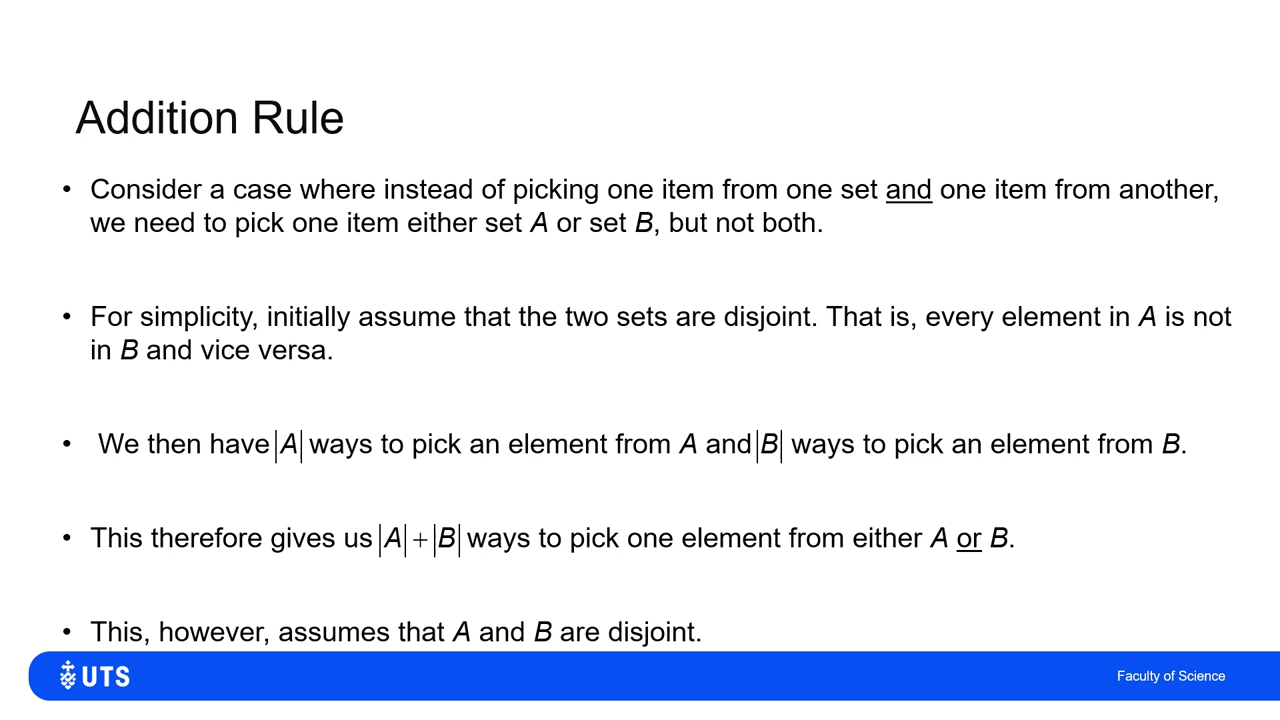 Addition Rule
• Consider a case where instead of picking one item from one set and one item from another,
we need to pick one item either set A or set B, but not both.
• For simplicity, initially assume that the two sets are disjoint. That is, every element in A is not
in B and vice versa.
• We then have |A| ways to pick an element from A and |B| ways to pick an element from B.
• This therefore gives us |A| + |B| ways to pick one element from either A or B.
• This, however, assumes that A and B are disjoint.
UTS
Faculty of Science